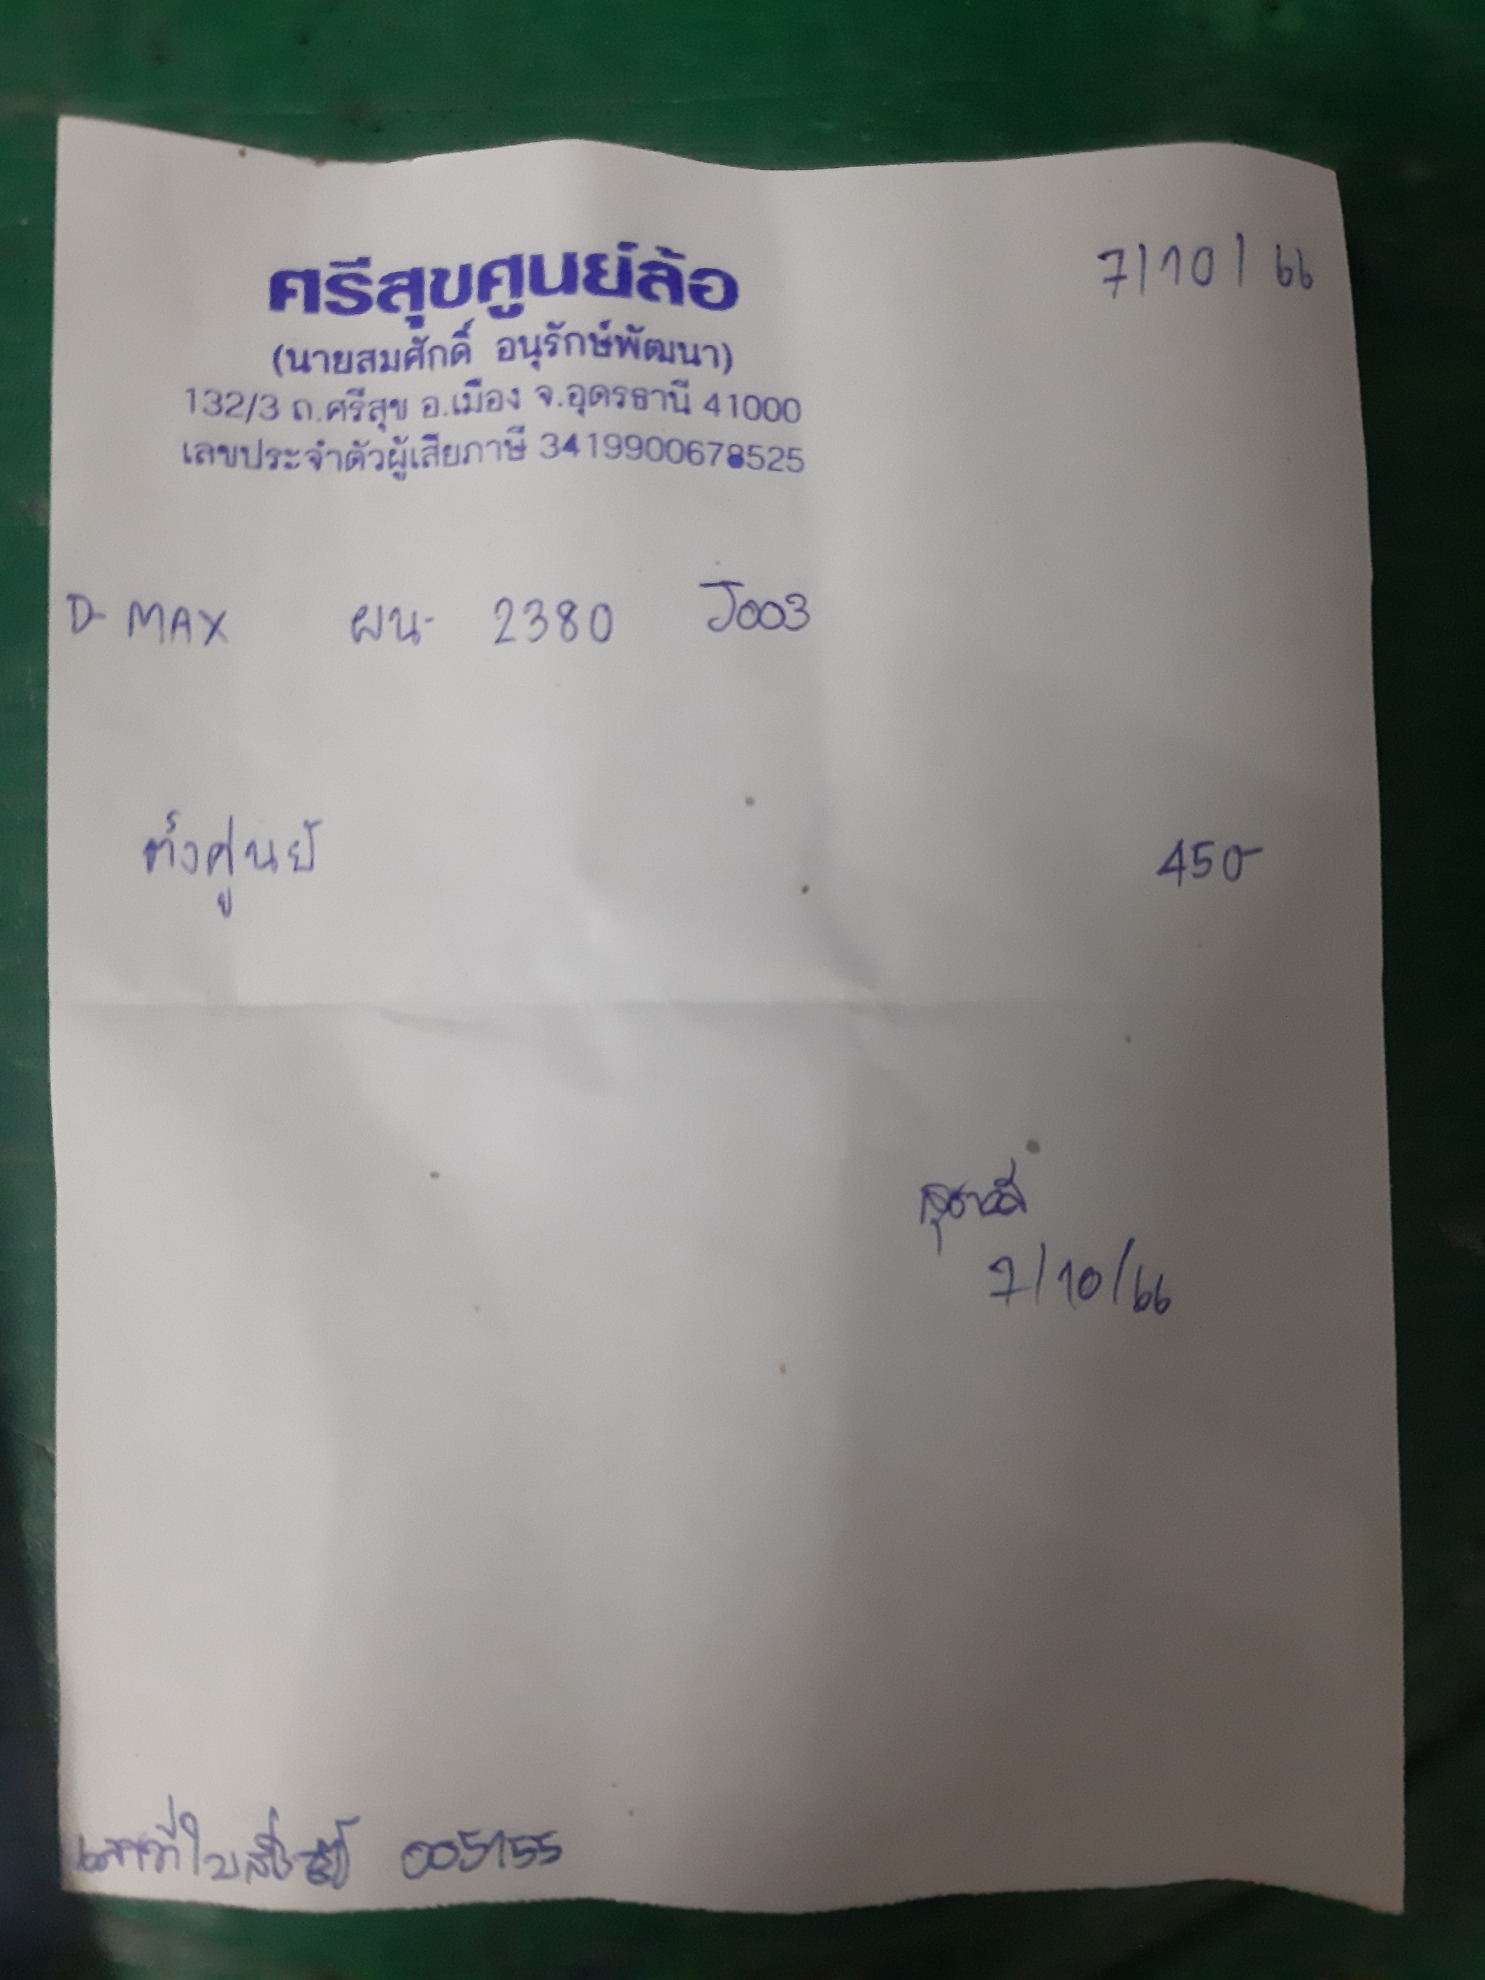 7/10/66
ศรีสุขศูนย์ล้อ
(นายสมศักดิ์ อนุรักษ์พัฒนา)
132/3 ถ.ศรีสุข อ.เมือง จ.อุดรธานี 41000
เลขประจำตัวผู้เสียภาษี 3419900678525
D-MAX ผน- 2380 J003
ตั้งศูนย์ 450-
7/10/66
เลขที่ใบสั่ง 005155